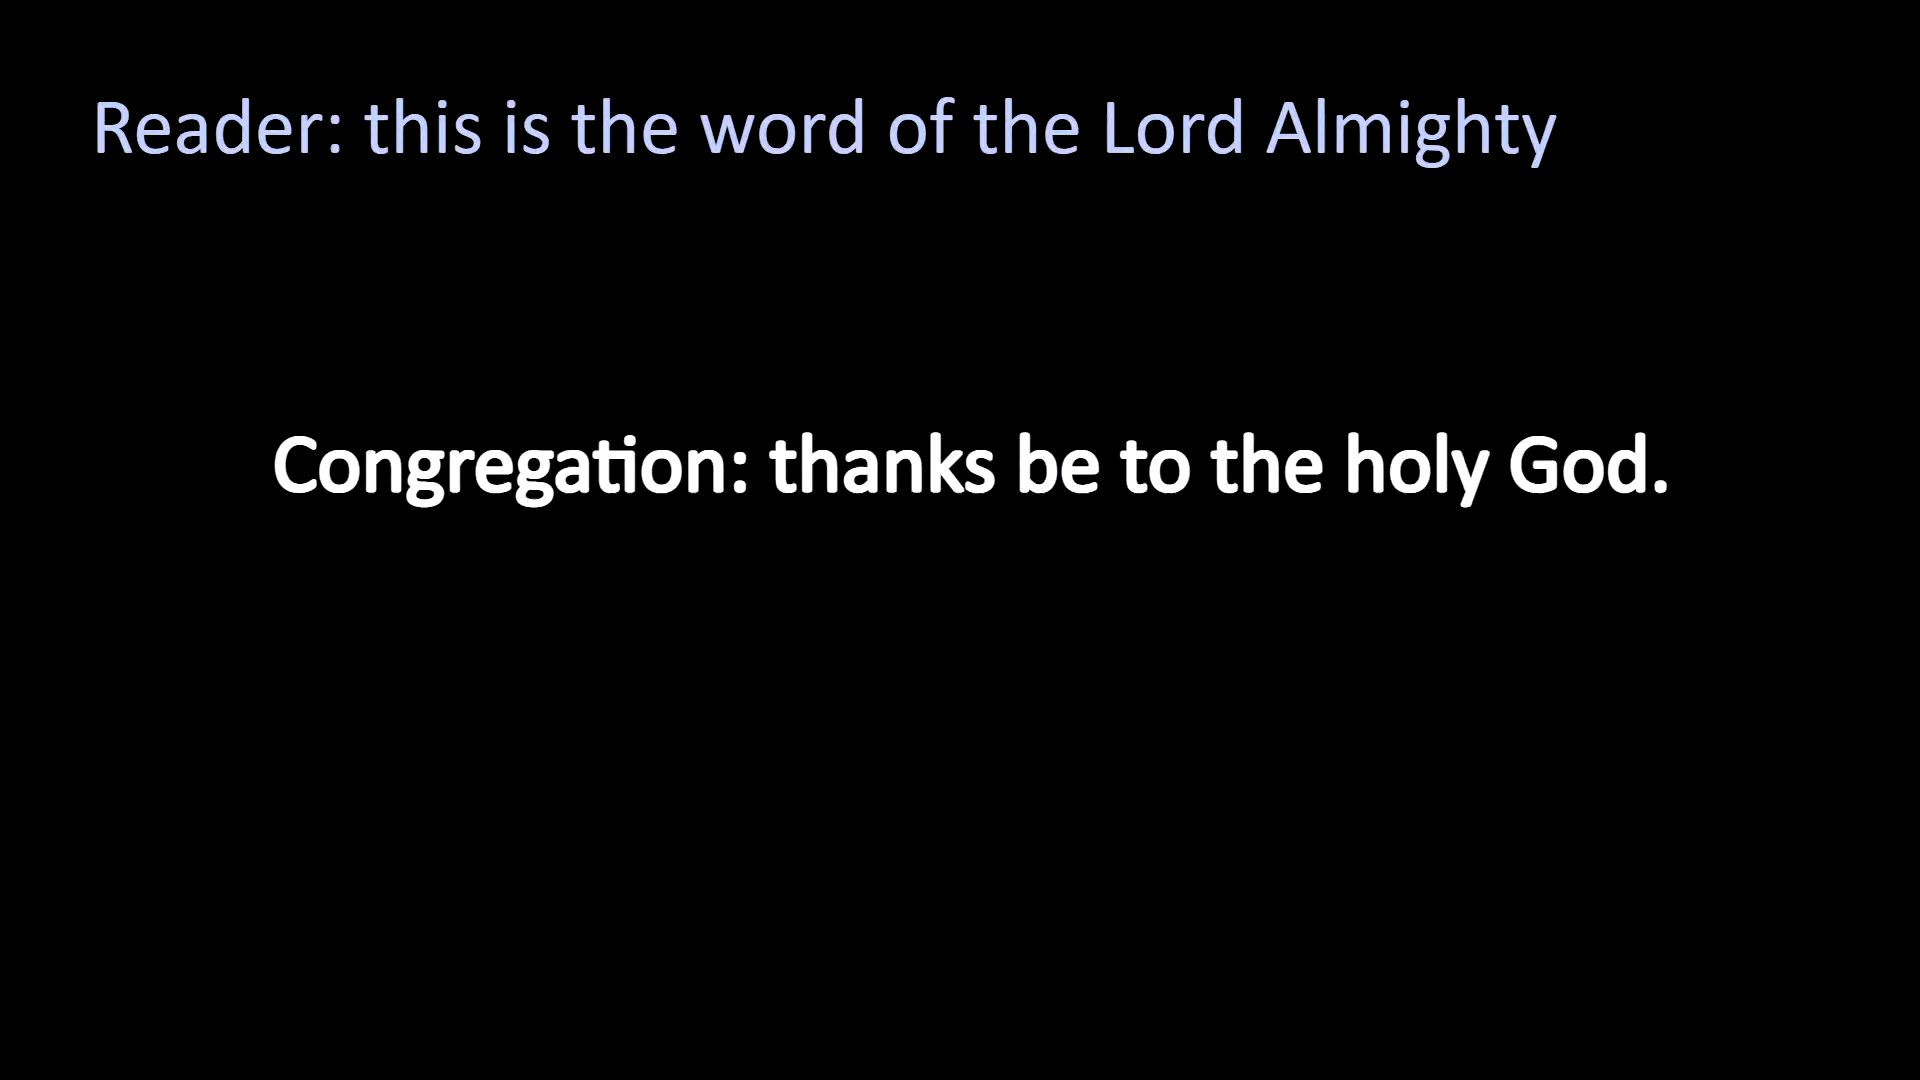 Reader: this is the word of the Lord Almighty
Congregation: thanks be to the holy God.